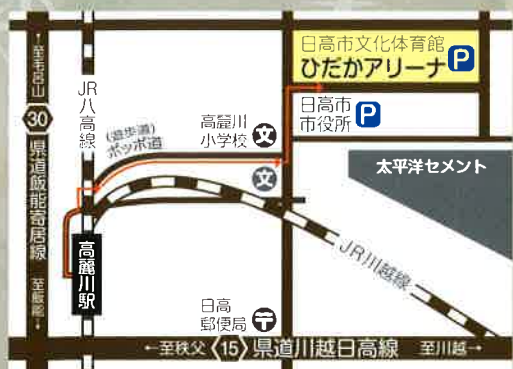 ↑至毛呂山
30
県道飯能寄居線
至飯能↓
JR八高線
(遊歩道)
ポッポ道
高麗川
小学校
文
文
日高市文化体育館
ひだかアリーナ
P
日高市
市役所
P
太平洋セメント
JR川越線
高麗川駅
日高
郵便局
〒
←至秩父 〈15〉 県道川越日高線 至川越→